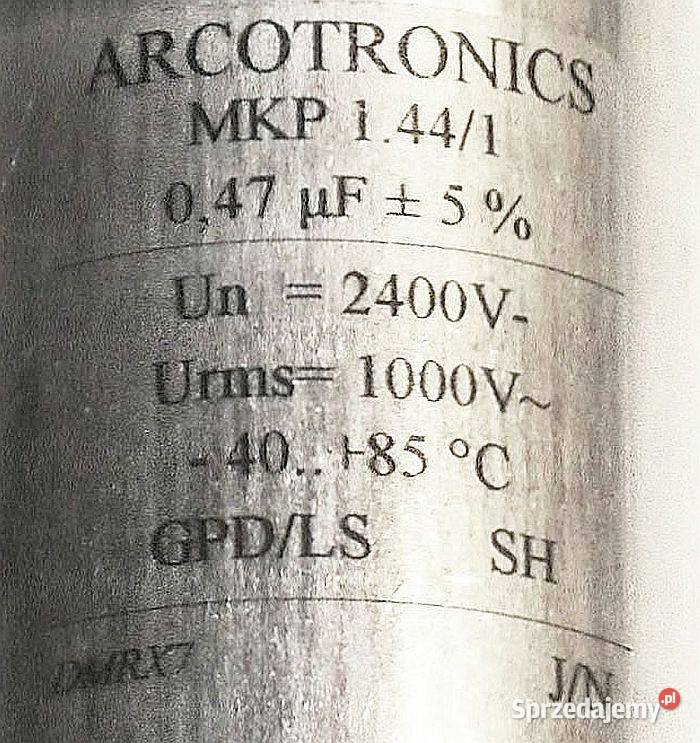 ARCOTRONICS
MKP 1.44/1
0,47 µF ± 5 %
Un = 2400V-
Urms= 1000V~
- 40.. +85 °C
GPD/LS SH
DMRX7 J/N
Sprzedajemy.pl